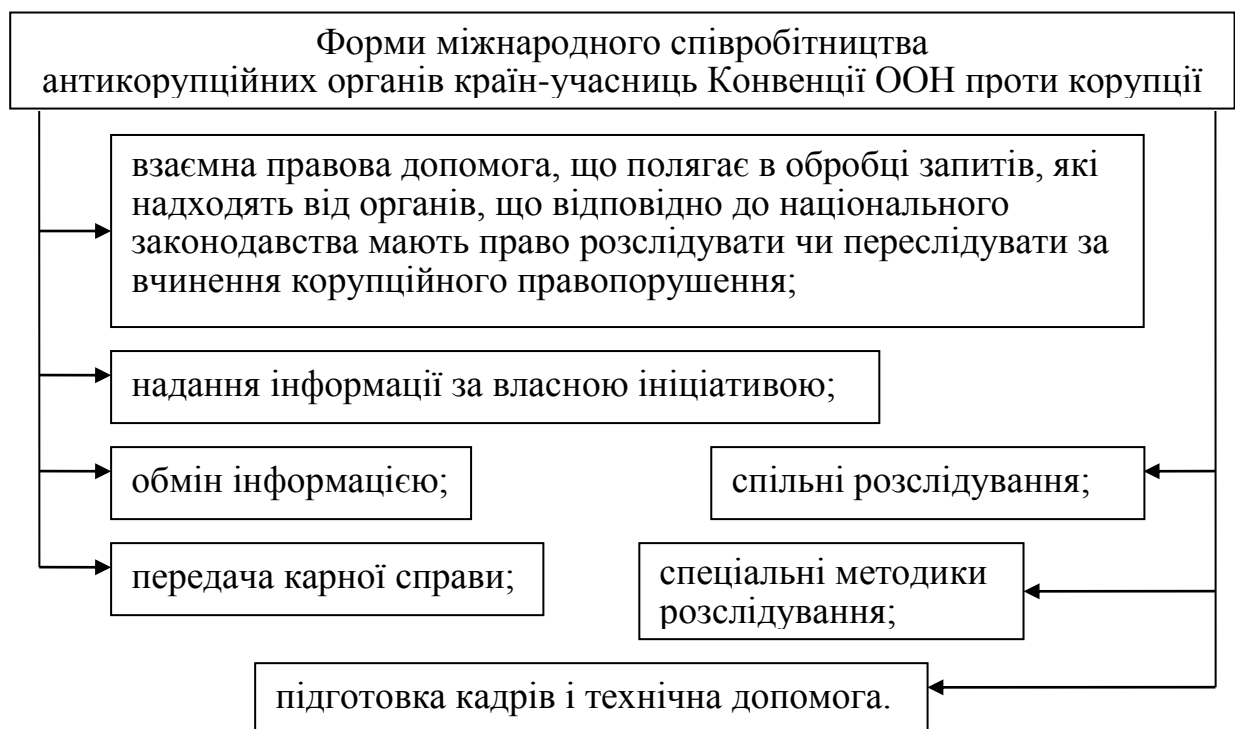 Форми міжнародного співробітництва
антикорупційних органів країн-учасниць Конвенції ООН проти корупції
взаємна правова допомога, що полягає в обробці запитів, які
надходять від органів, що відповідно до національного
законодавства мають право розслідувати чи переслідувати за
вчинення корупційного правопорушення;
надання інформації за власною ініціативою;
обмін інформацією;
спільні розслідування;
передача карної справи;
спеціальні методики
розслідування;
підготовка кадрів і технічна допомога.